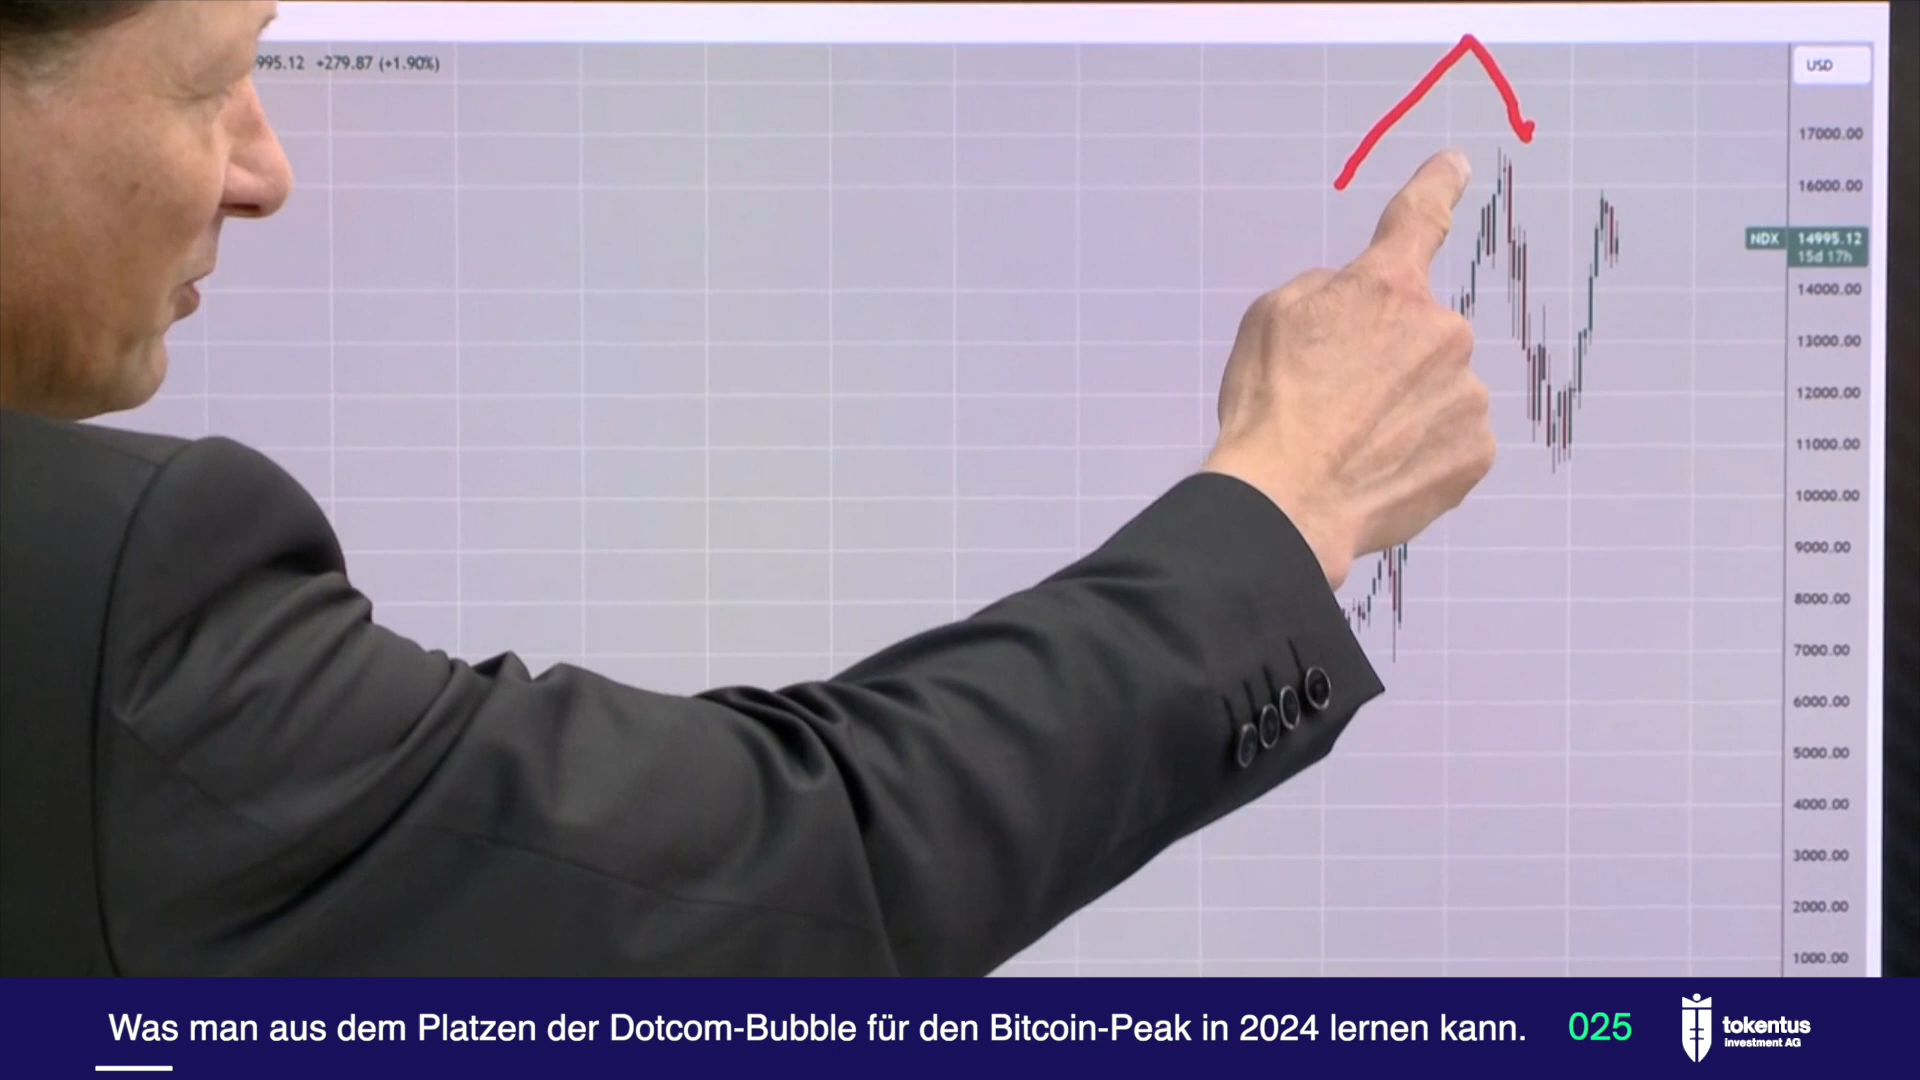 995.12 +279.87 (+1.90%)
USD
17000.00
16000.00
NDX 14995.12
15d 17h
14000.00
13000.00
12000.00
11000.00
10000.00
9000.00
8000.00
7000.00
6000.00
5000.00
4000.00
3000.00
2000.00
1000.00
Was man aus dem Platzen der Dotcom-Bubble für den Bitcoin-Peak in 2024 lernen kann. 025
tokentus
investment AG